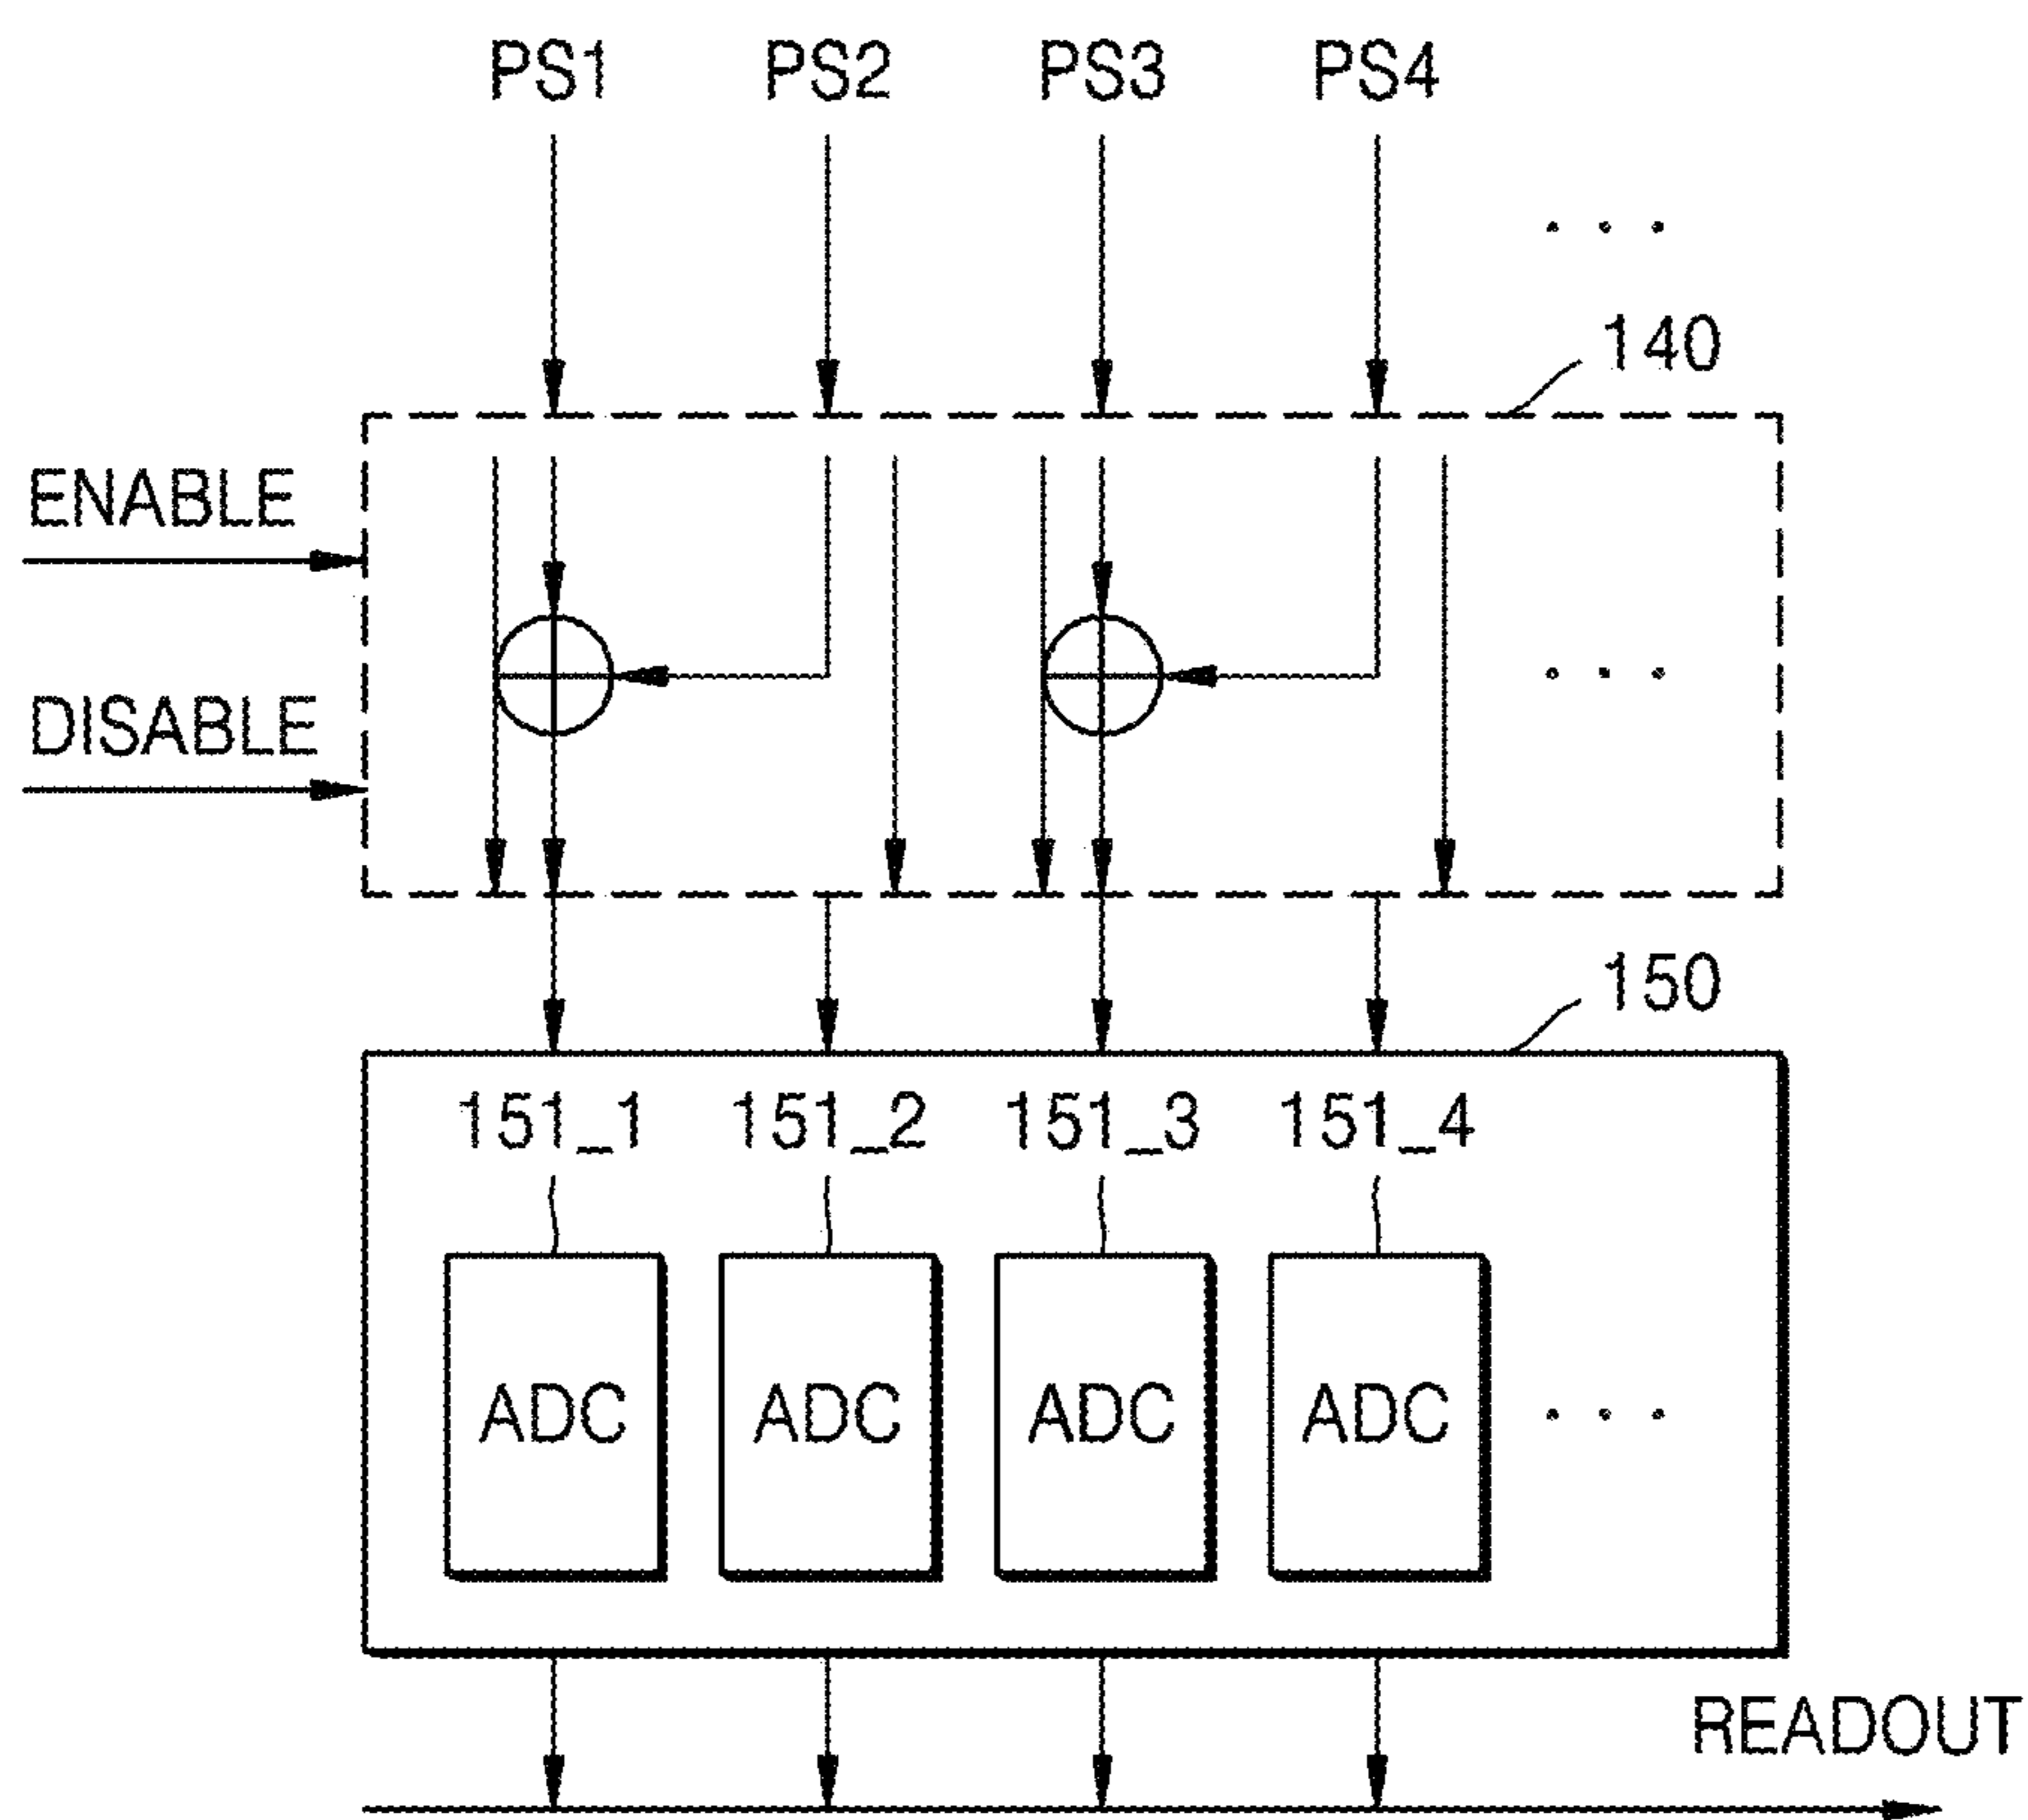 PS1 PS2 PS3 PS4
. . .
140
ENABLE
DISABLE
. . .
150
151_1 151_2 151_3 151_4
ADC ADC ADC ADC . . .
READOUT